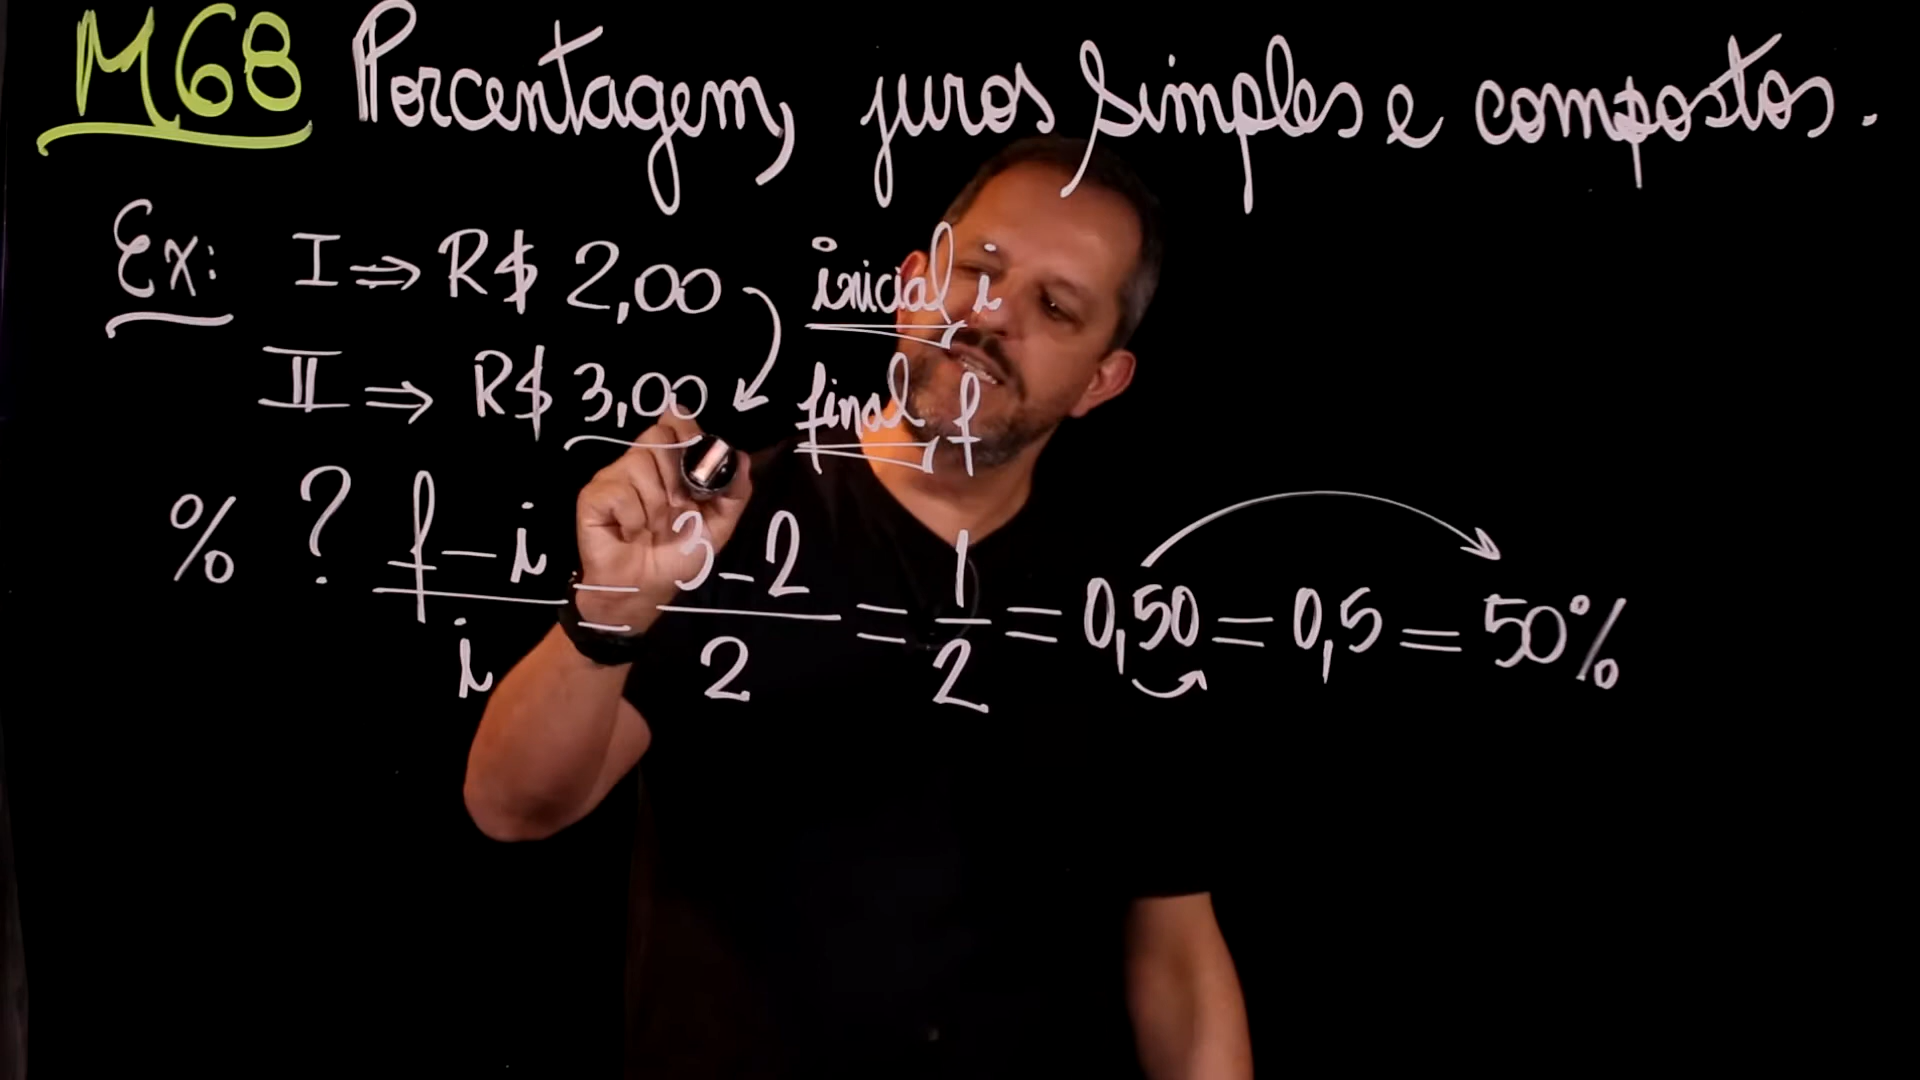 M68 Porcentagem, juros simples e compostos.
Ex: I ⇒ R$ 2,00 inicial i
II ⇒ R$ 3,00 final f
% ? f-i/i = 3-2/2 = 1/2 = 0,50 = 0,5 = 50%